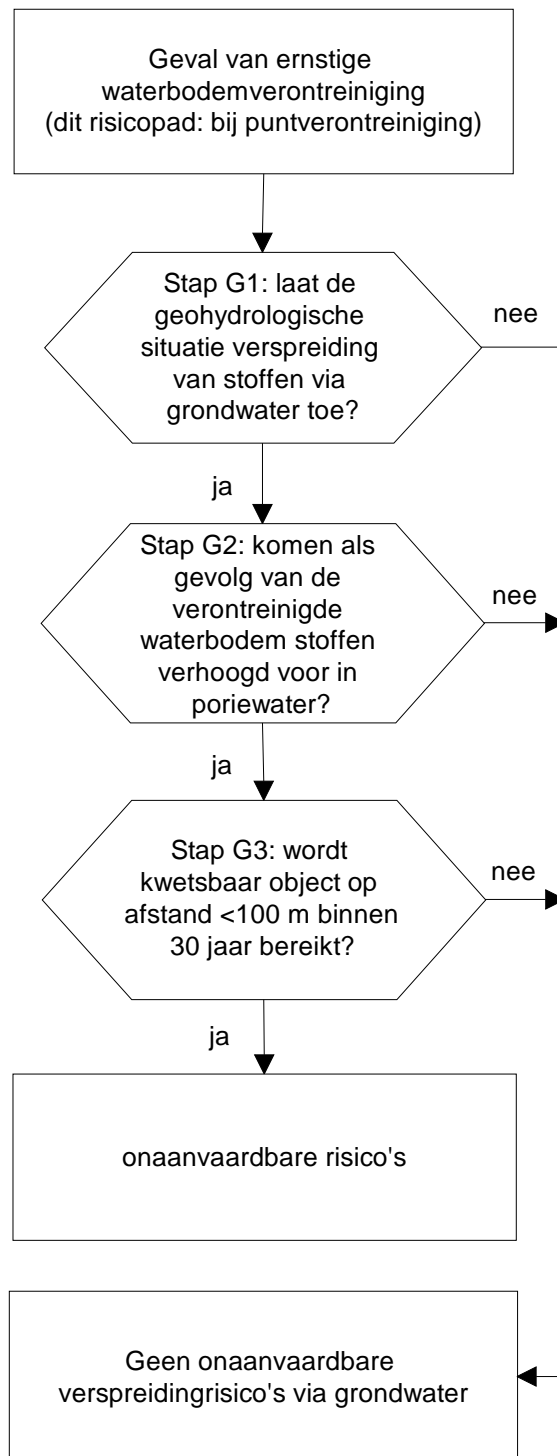 Geval van ernstige
waterbodemverontreiniging
(dit risicopad: bij puntverontreiniging)
Stap G1: laat de
geohydrologische
situatie verspreiding
van stoffen via
grondwater toe?
nee
ja
Stap G2: komen als
gevolg van de
verontreinigde
waterbodem stoffen
verhoogd voor in
poriewater?
nee
ja
Stap G3: wordt
kwetsbaar object op
afstand <100 m binnen
30 jaar bereikt?
nee
ja
onaanvaardbare risico's
Geen onaanvaardbare
verspreidingrisico's via grondwater